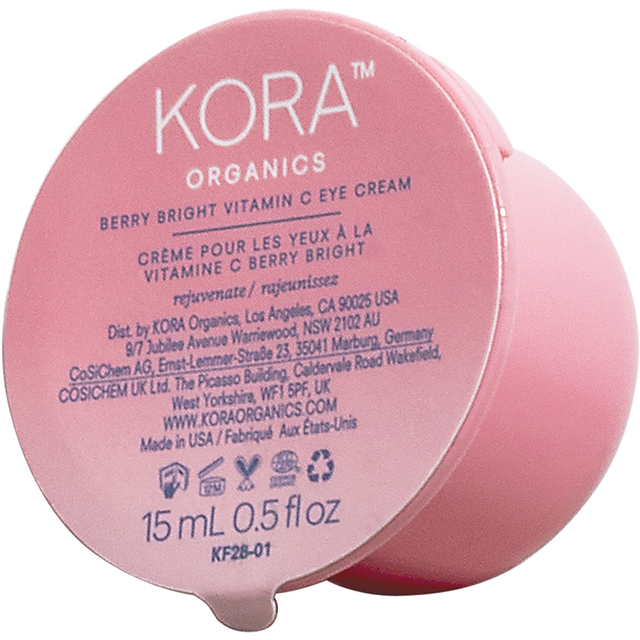 KORA™
ORGANICS
BERRY BRIGHT VITAMIN C EYE CREAM
CRÈME POUR LES YEUX À LA
VITAMINE C BERRY BRIGHT
rejuvenate / rajeunissez
Dist. by KORA Organics, Los Angeles, CA 90025 USA
9/7 Jubilee Avenue Warriewood, NSW 2102 AU
CoSiChem AG, Ernst-Lemmer-Straße 23, 35041 Marburg, Germany
COSICHEM UK Ltd. The Picasso Building, Caldervale Road Wakefield,
West Yorkshire, WF1 5PF, UK
WWW.KORAORGANICS.COM
Made in USA / Fabriqué Aux États-Unis
12M
15 mL 0.5 fl oz
KF28-01